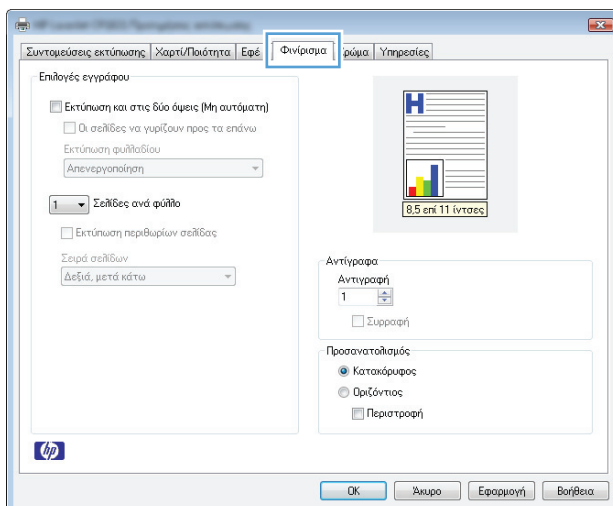 Συντομεύσεις εκτύπωσης Χαρτί/Ποιότητα Εφέ Φινίρισμα ρώμα Υπηρεσίες
Επιλογές εγγράφου
Εκτύπωση και στις δύο όψεις (Μη αυτόματη)
Οι σελίδες να γυρίζουν προς τα επάνω
Εκτύπωση φυλλαδίου
Απενεργοποίηση
1 Σελίδες ανά φύλλο
Εκτύπωση περιθωρίων σελίδας
Σειρά σελίδων
Δεξιά, μετά κάτω
H
8,5 επί 11 ίντσες
Αντίγραφα
Αντιγραφή
1
Συρραφή
Προσανατολισμός
Κατακόρυφος
Οριζόντιος
Περιστροφή
hp
OK Άκυρο Εφαρμογή Βοήθεια